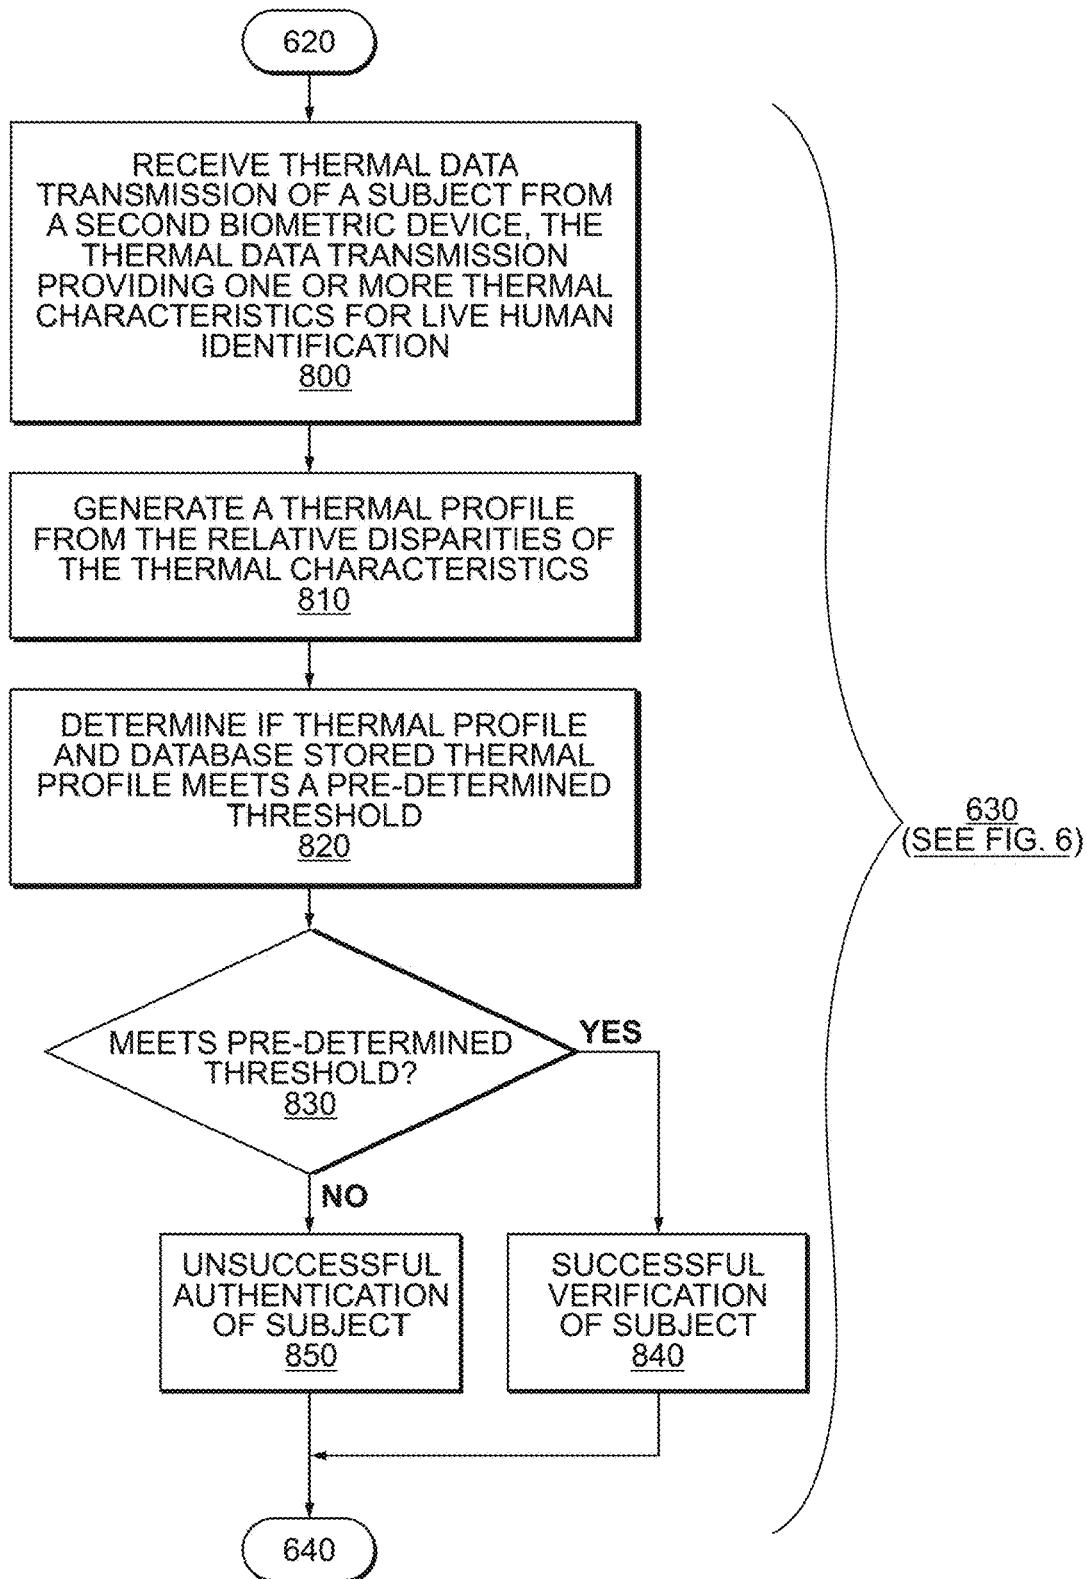 620
RECEIVE THERMAL DATA
TRANSMISSION OF A SUBJECT FROM
A SECOND BIOMETRIC DEVICE, THE
THERMAL DATA TRANSMISSION
PROVIDING ONE OR MORE THERMAL
CHARACTERISTICS FOR LIVE HUMAN
IDENTIFICATION
800
GENERATE A THERMAL PROFILE
FROM THE RELATIVE DISPARITIES OF
THE THERMAL CHARACTERISTICS
810
DETERMINE IF THERMAL PROFILE
AND DATABASE STORED THERMAL
PROFILE MEETS A PRE-DETERMINED
THRESHOLD
820
630
(SEE FIG. 6)
MEETS PRE-DETERMINED
THRESHOLD?
830
YES
NO
UNSUCCESSFUL
AUTHENTICATION
OF SUBJECT
850
SUCCESSFUL
VERIFICATION
OF SUBJECT
840
640